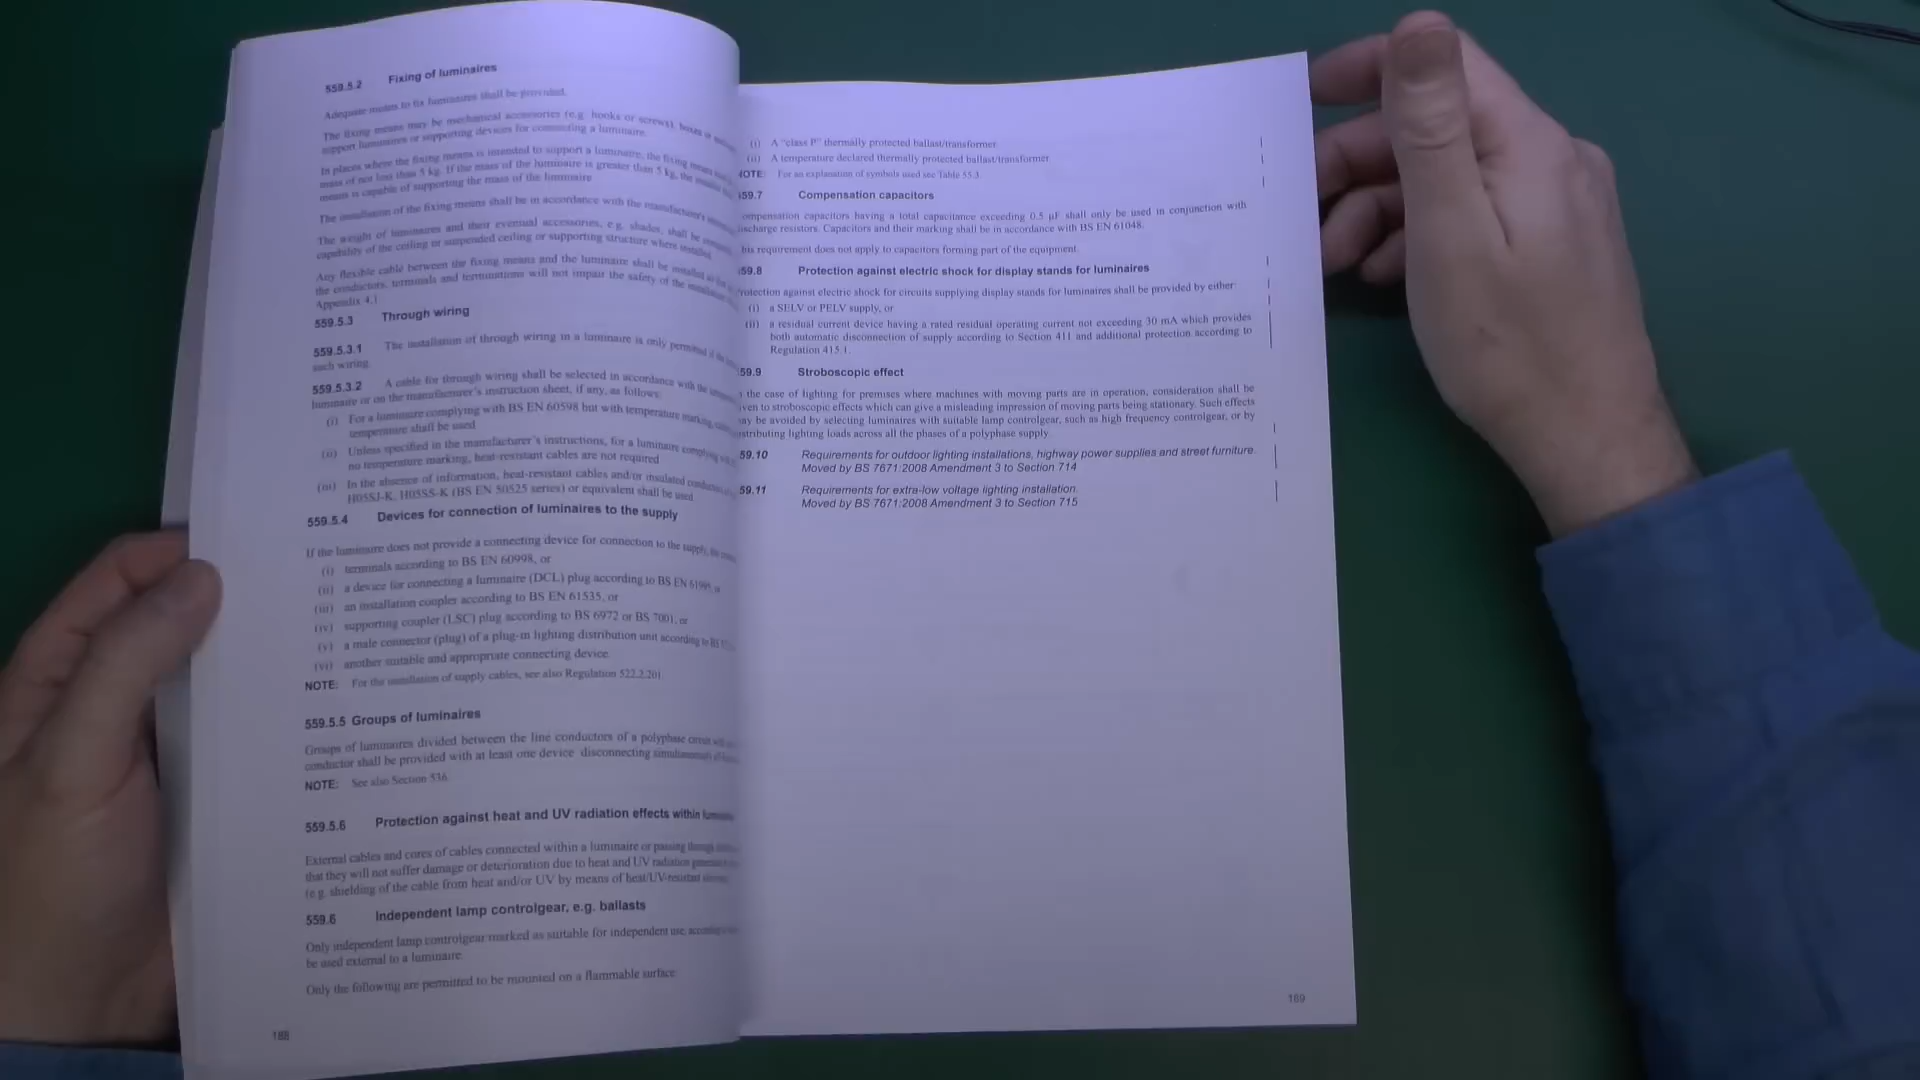 559.5.2 Fixing of luminaires
Adequate means to fix luminaires shall be provided.
The fixing means may be mechanical accessories (e.g. hooks or screws), boxes or
support luminaires or supporting devices for connecting a luminaire.
In places where the fixing means is intended to support a luminaire, the fixing means
mass of not less than 5 kg. If the mass of the luminaire is greater than 5 kg, the
means is capable of supporting the mass of the luminaire.
The installation of the fixing means shall be in accordance with the manufacturer's
The weight of luminaires and their eventual accessories, e.g. shades, shall be
capability of the ceiling or suspended ceiling or supporting structure where installed.
Any flexible cable between the fixing means and the luminaire shall be installed so that
the conductors, terminals and terminations will not impair the safety of the installation
Appendix 4.)
559.5.3 Through wiring
559.5.3.1 The installation of through wiring in a luminaire is only permitted if the
such wiring.
559.5.3.2 A cable for through wiring shall be selected in accordance with the
luminaire or on the manufacturer's instruction sheet, if any, as follows:
(i) For a luminaire complying with BS EN 60598 but with temperature marking,
temperature shall be used
(ii) Unless specified in the manufacturer's instructions, for a luminaire complying
no temperature marking, heat-resistant cables are not required
(iii) In the absence of information, heat-resistant cables and/or insulated
H05SJ-K, H05SS-K (BS EN 50525 series) or equivalent shall be used.
559.5.4 Devices for connection of luminaires to the supply
If the luminaire does not provide a connecting device for connection to the supply, the
(i) terminals according to BS EN 60998, or
(ii) a device for connecting a luminaire (DCL) plug according to BS EN 61995, or
(iii) an installation coupler according to BS EN 61535, or
(iv) supporting coupler (LSC) plug according to BS 6972 or BS 7001, or
(v) a male connector (plug) of a plug-in lighting distribution unit according to
(vi) another suitable and appropriate connecting device.
NOTE: For the installation of supply cables, see also Regulation 522.2.201.
559.5.5 Groups of luminaires
Groups of luminaires divided between the line conductors of a polyphase circuit
conductor shall be provided with at least one device disconnecting simultaneously
NOTE: See also Section 536.
559.5.6 Protection against heat and UV radiation effects within
External cables and cores of cables connected within a luminaire or passing through
that they will not suffer damage or deterioration due to heat and UV radiation
(e.g. shielding of the cable from heat and/or UV by means of heat/UV-resistant
559.6 Independent lamp controlgear, e.g. ballasts
Only independent lamp controlgear marked as suitable for independent use,
be used external to a luminaire.
Only the following are permitted to be mounted on a flammable surface:
188
(i) A "class P" thermally protected ballast/transformer
(ii) A temperature declared thermally protected ballast/transformer.
OTE: For an explanation of symbols used see Table 55.3.
59.7 Compensation capacitors
ompensation capacitors having a total capacitance exceeding 0.5 µF shall only be used in conjunction with
ischarge resistors. Capacitors and their marking shall be in accordance with BS EN 61048.
his requirement does not apply to capacitors forming part of the equipment.
59.8 Protection against electric shock for display stands for luminaires
rotection against electric shock for circuits supplying display stands for luminaires shall be provided by either:
(i) a SELV or PELV supply, or
(ii) a residual current device having a rated residual operating current not exceeding 30 mA which provides
both automatic disconnection of supply according to Section 411 and additional protection according to
Regulation 415.1.
59.9 Stroboscopic effect
the case of lighting for premises where machines with moving parts are in operation, consideration shall be
iven to stroboscopic effects which can give a misleading impression of moving parts being stationary. Such effects
ay be avoided by selecting luminaires with suitable lamp controlgear, such as high frequency controlgear, or by
istributing lighting loads across all the phases of a polyphase supply.
59.10 Requirements for outdoor lighting installations, highway power supplies and street furniture.
Moved by BS 7671:2008 Amendment 3 to Section 714
59.11 Requirements for extra-low voltage lighting installation.
Moved by BS 7671:2008 Amendment 3 to Section 715
189